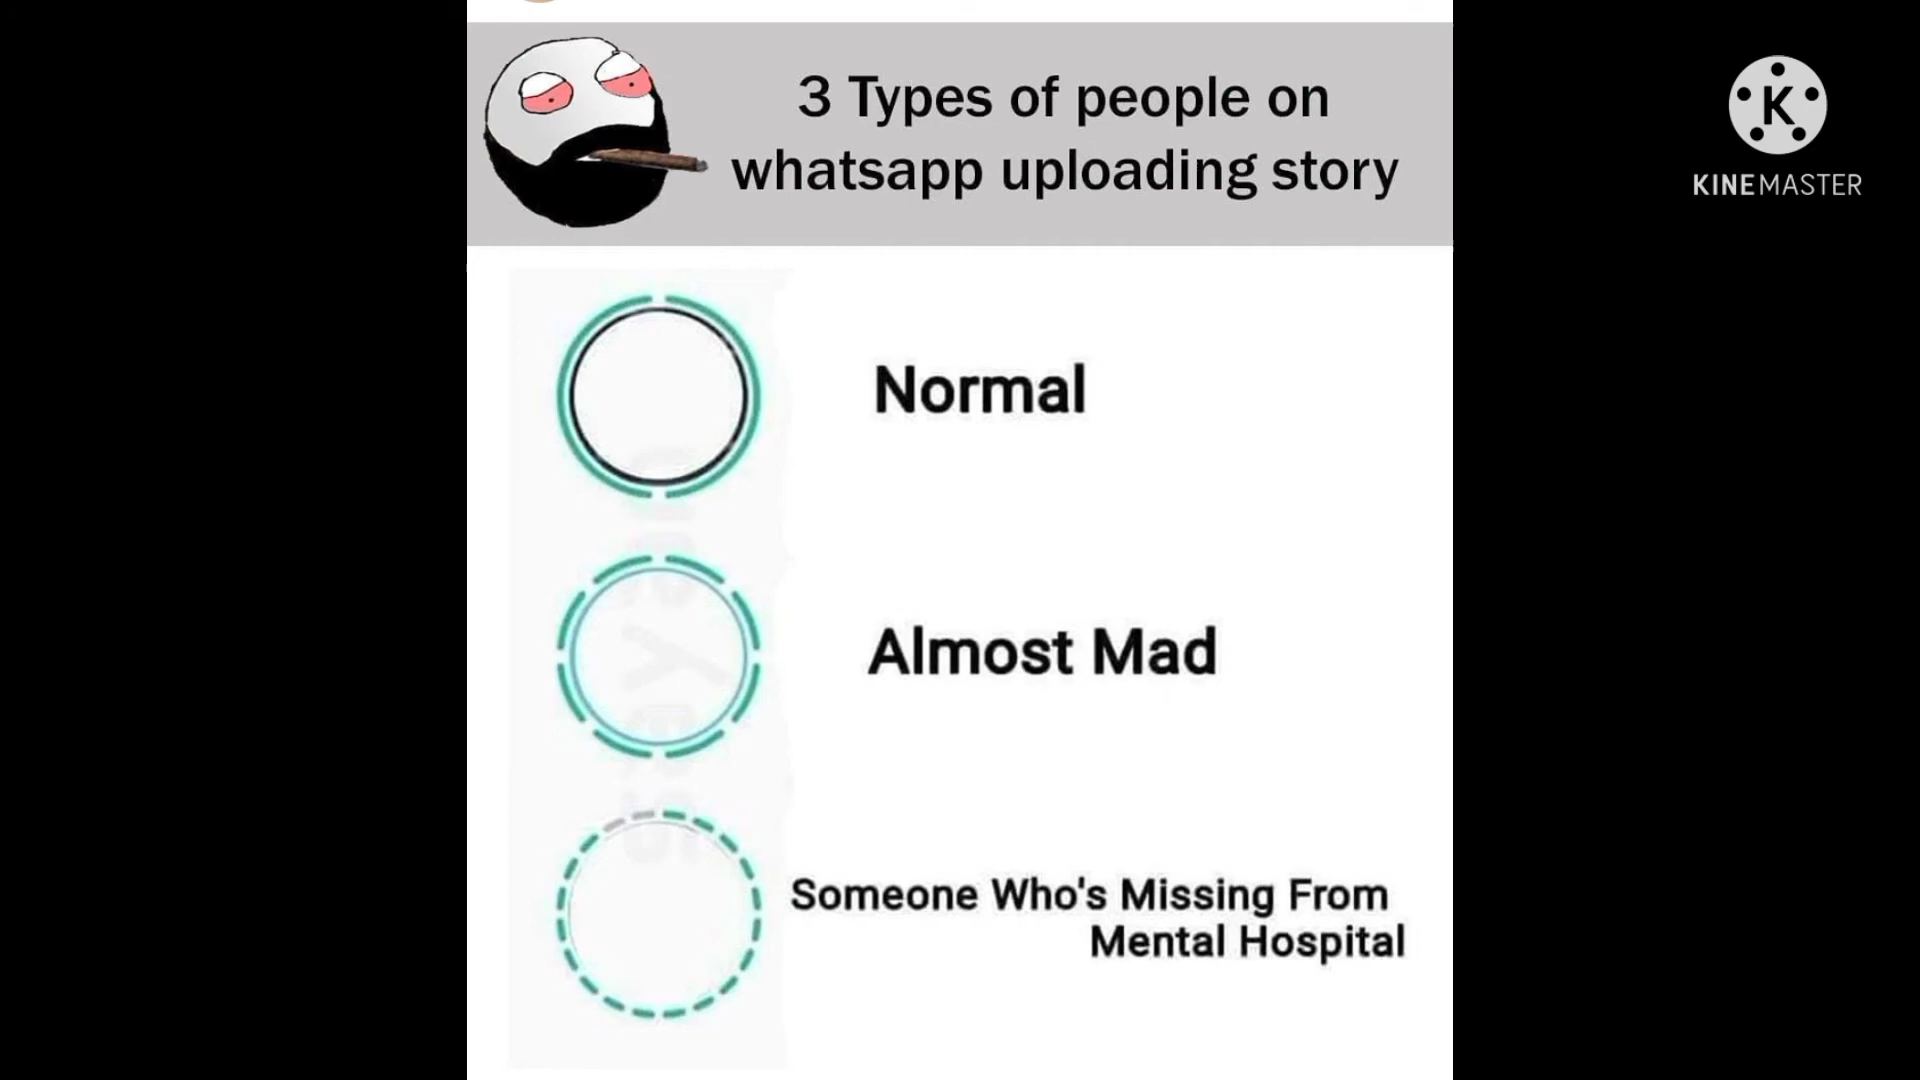 3 Types of people on
whatsapp uploading story
K
KINEMASTER
Normal
Almost Mad
Someone Who's Missing From
Mental Hospital